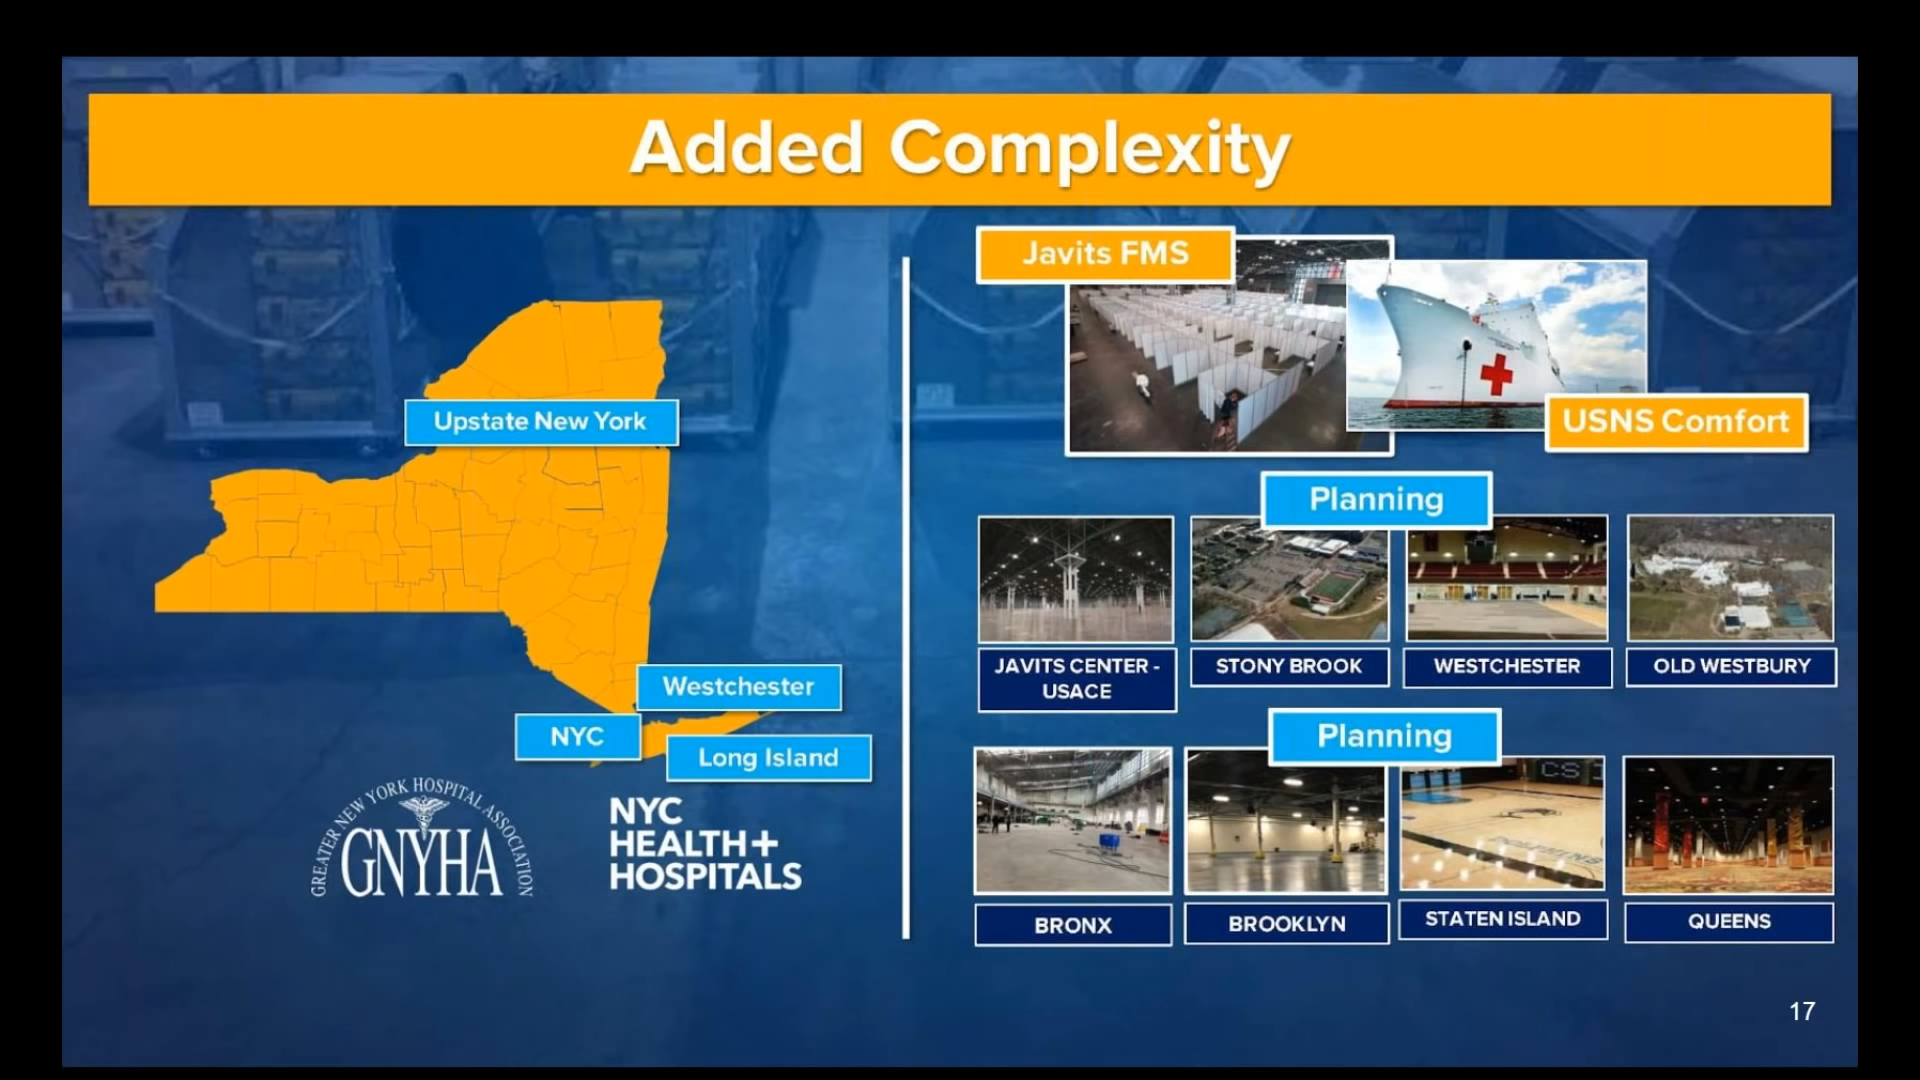 Added Complexity
Upstate New York
Westchester
NYC
Long Island
GREATER NEW YORK HOSPITAL ASSOCIATION
GNYHA
NYC
HEALTH+
HOSPITALS
Javits FMS
USNS Comfort
Planning
JAVITS CENTER -
USACE
STONY BROOK
WESTCHESTER
OLD WESTBURY
Planning
BRONX
BROOKLYN
STATEN ISLAND
QUEENS
17